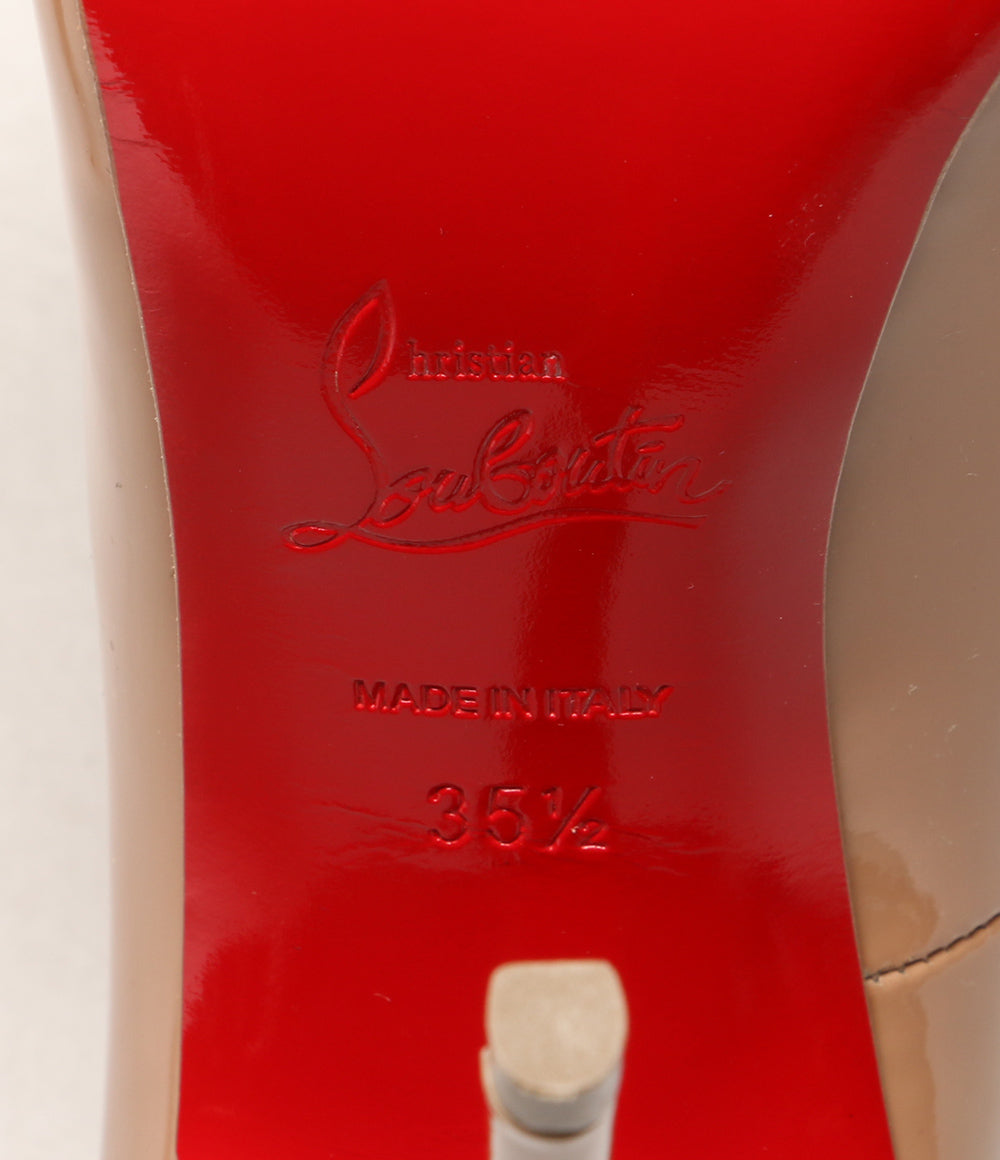 Christian
Louboutin
MADE IN ITALY
35½